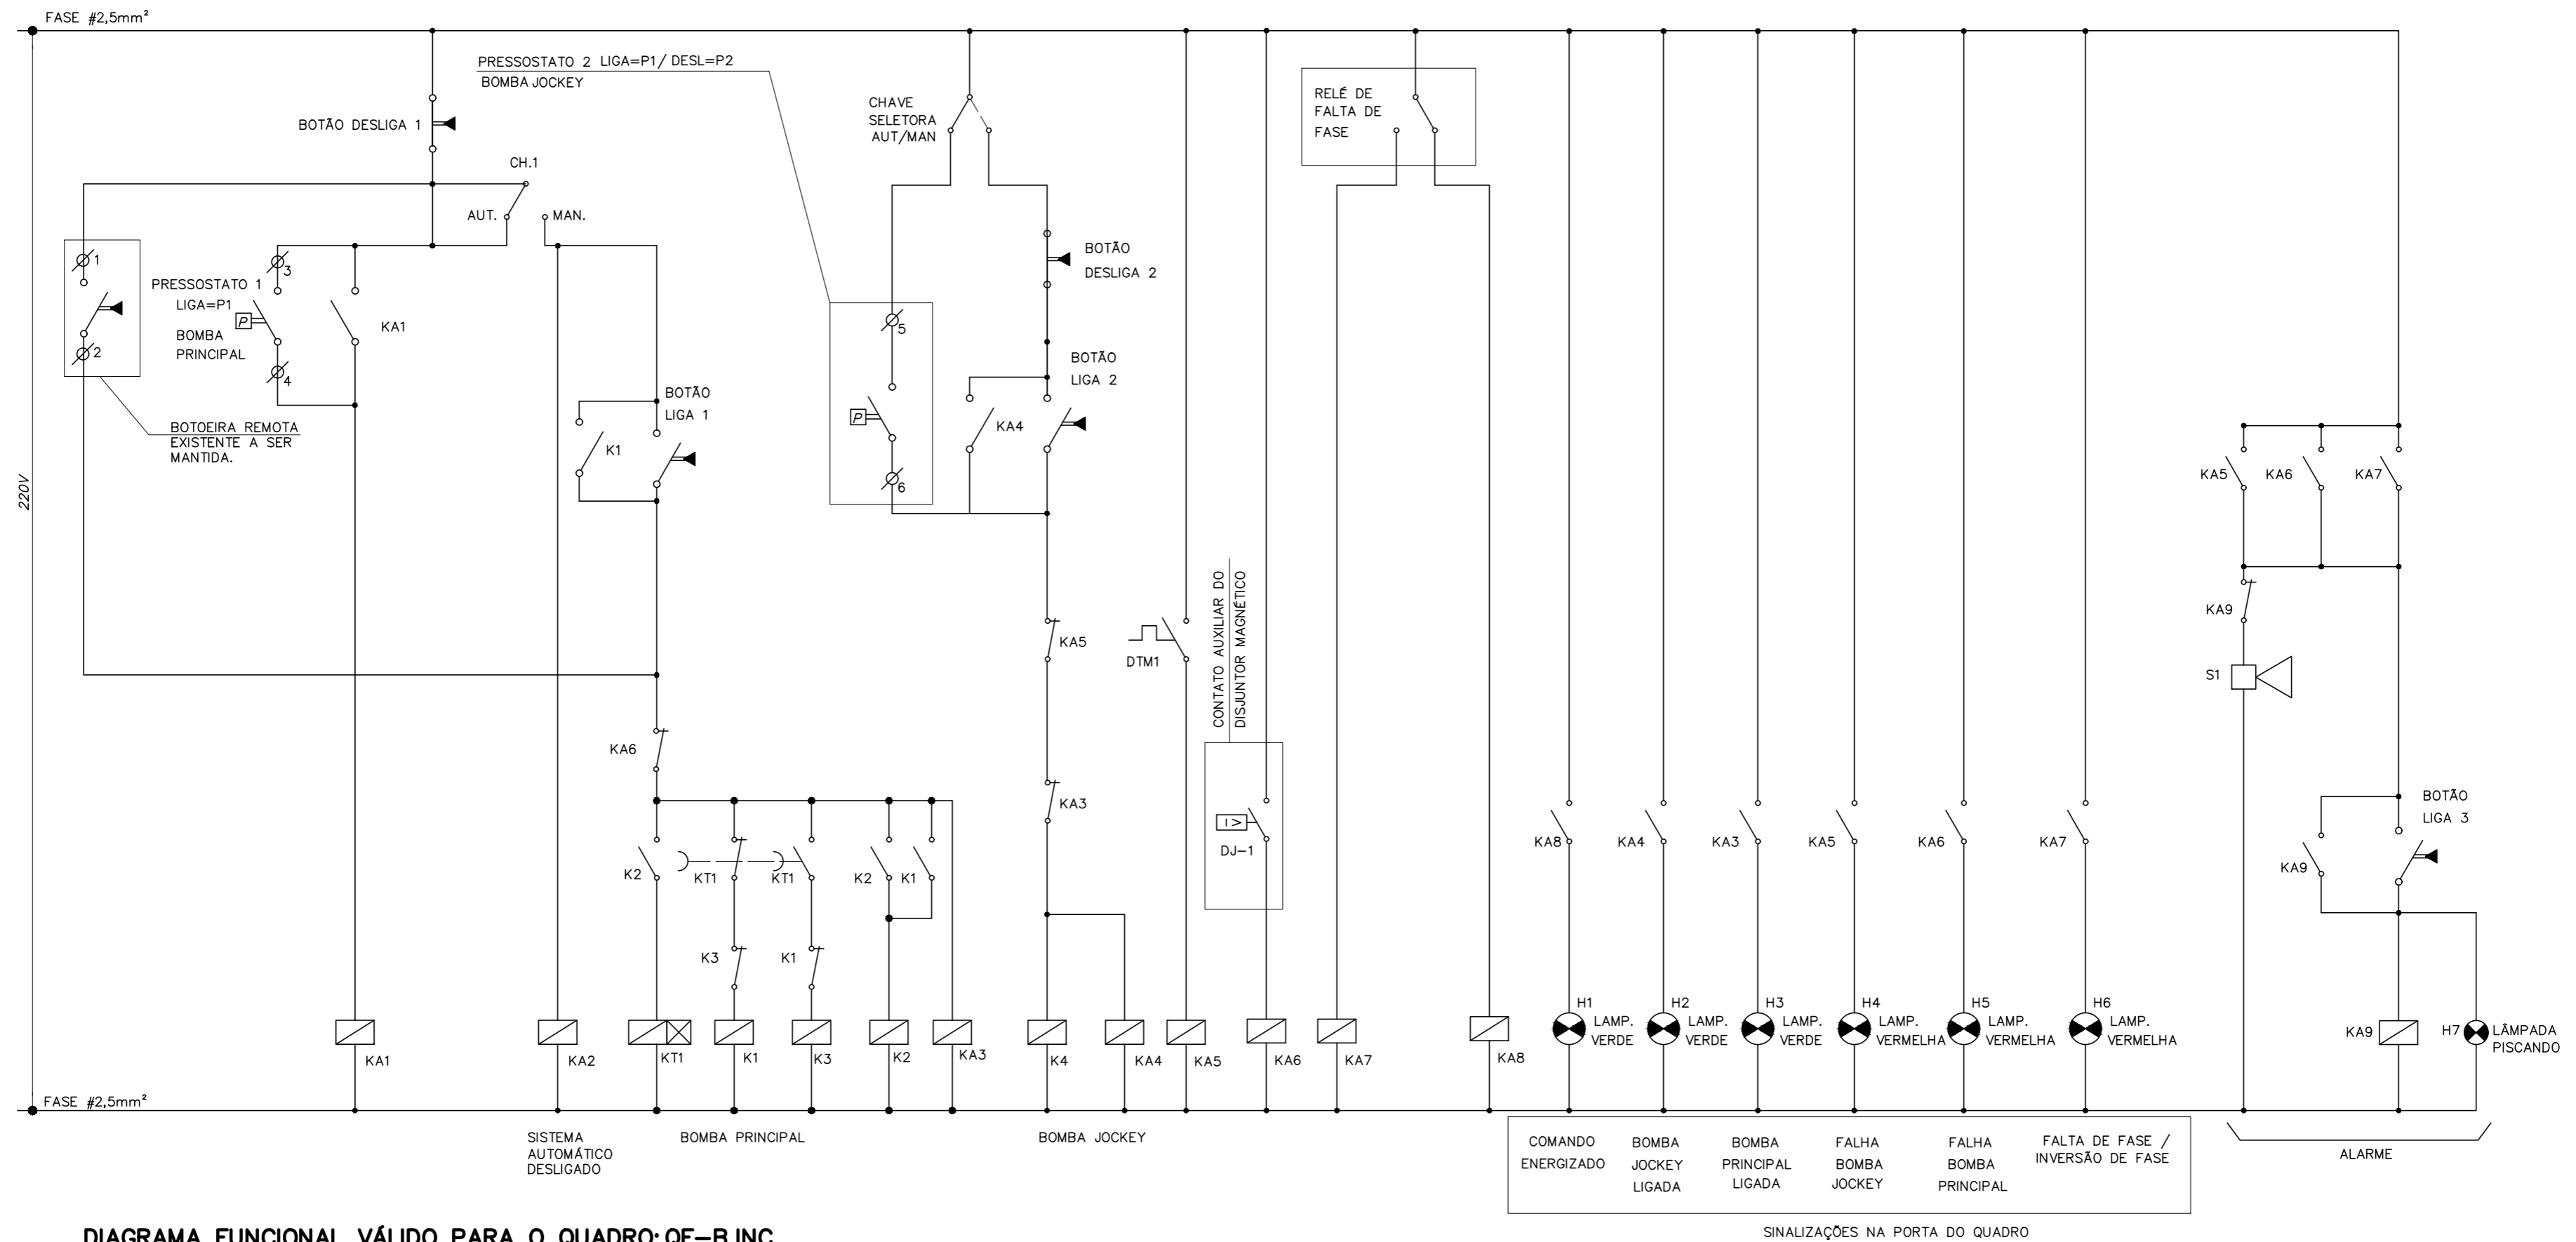 FASE #2,5mm²
PRESSOSTATO 2 LIGA=P1/ DESL=P2
BOMBA JOCKEY
BOTÃO DESLIGA 1
CH.1
AUT.
MAN.
CHAVE
SELETORA
AUT/MAN
RELÉ DE
FALTA DE
FASE
1
2
BOTOEIRA REMOTA
EXISTENTE A SER
MANTIDA.
3
PRESSOSTATO 1
LIGA=P1
P
BOMBA
PRINCIPAL
4
KA1
BOTÃO
LIGA 1
K1
5
P
6
BOTÃO
DESLIGA 2
BOTÃO
LIGA 2
KA4
220V
KA6
KA5
KA3
DTM1
CONTATO AUXILIAR DO
DISJUNTOR MAGNÉTICO
I >
DJ-1
K2
KT1
KT1
K2
K1
K3
K1
KA8
KA4
KA3
KA5
KA6
KA7
KA5
KA6
KA7
KA9
S1
BOTÃO
LIGA 3
KA9
H1
LAMP.
VERDE
H2
LAMP.
VERDE
H3
LAMP.
VERDE
H4
LAMP.
VERMELHA
H5
LAMP.
VERMELHA
H6
LAMP.
VERMELHA
KA9
H7
LÂMPADA
PISCANDO
KA1
KA2
KT1
K1
K3
K2
KA3
K4
KA4
KA5
KA6
KA7
KA8
FASE #2,5mm²
SISTEMA
AUTOMÁTICO
DESLIGADO
BOMBA PRINCIPAL
BOMBA JOCKEY
COMANDO
ENERGIZADO
BOMBA
JOCKEY
LIGADA
BOMBA
PRINCIPAL
LIGADA
FALHA
BOMBA
JOCKEY
FALHA
BOMBA
PRINCIPAL
FALTA DE FASE /
INVERSÃO DE FASE
ALARME
SINALIZAÇÕES NA PORTA DO QUADRO
DIAGRAMA FUNCIONAL VÁLIDO PARA O QUADRO: QF-B.INC